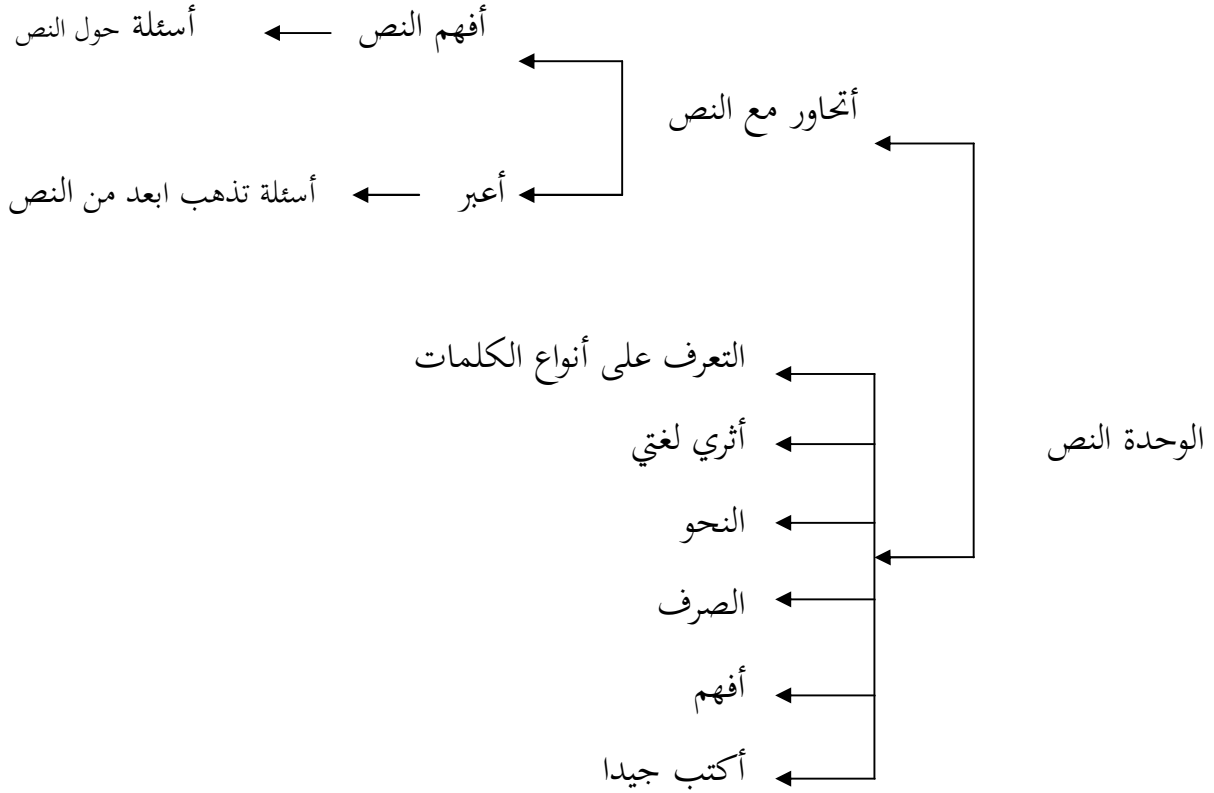 أفهم النص
أسئلة حول النص
أتحاور مع النص
أعبر
أسئلة تذهب ابعد من النص
التعرف على أنواع الكلمات
الوحدة النص
أثري لغتي
النحو
الصرف
أفهم
أكتب جيدا